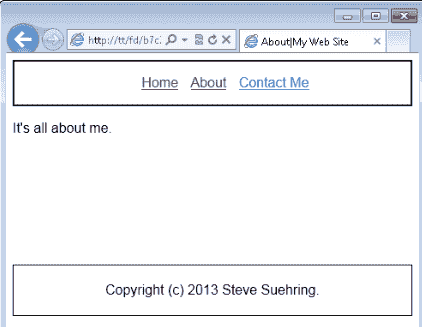 http://tt/fd/b7c
About|My Web Site
Home About Contact Me
It's all about me.
Copyright (c) 2013 Steve Suehring.